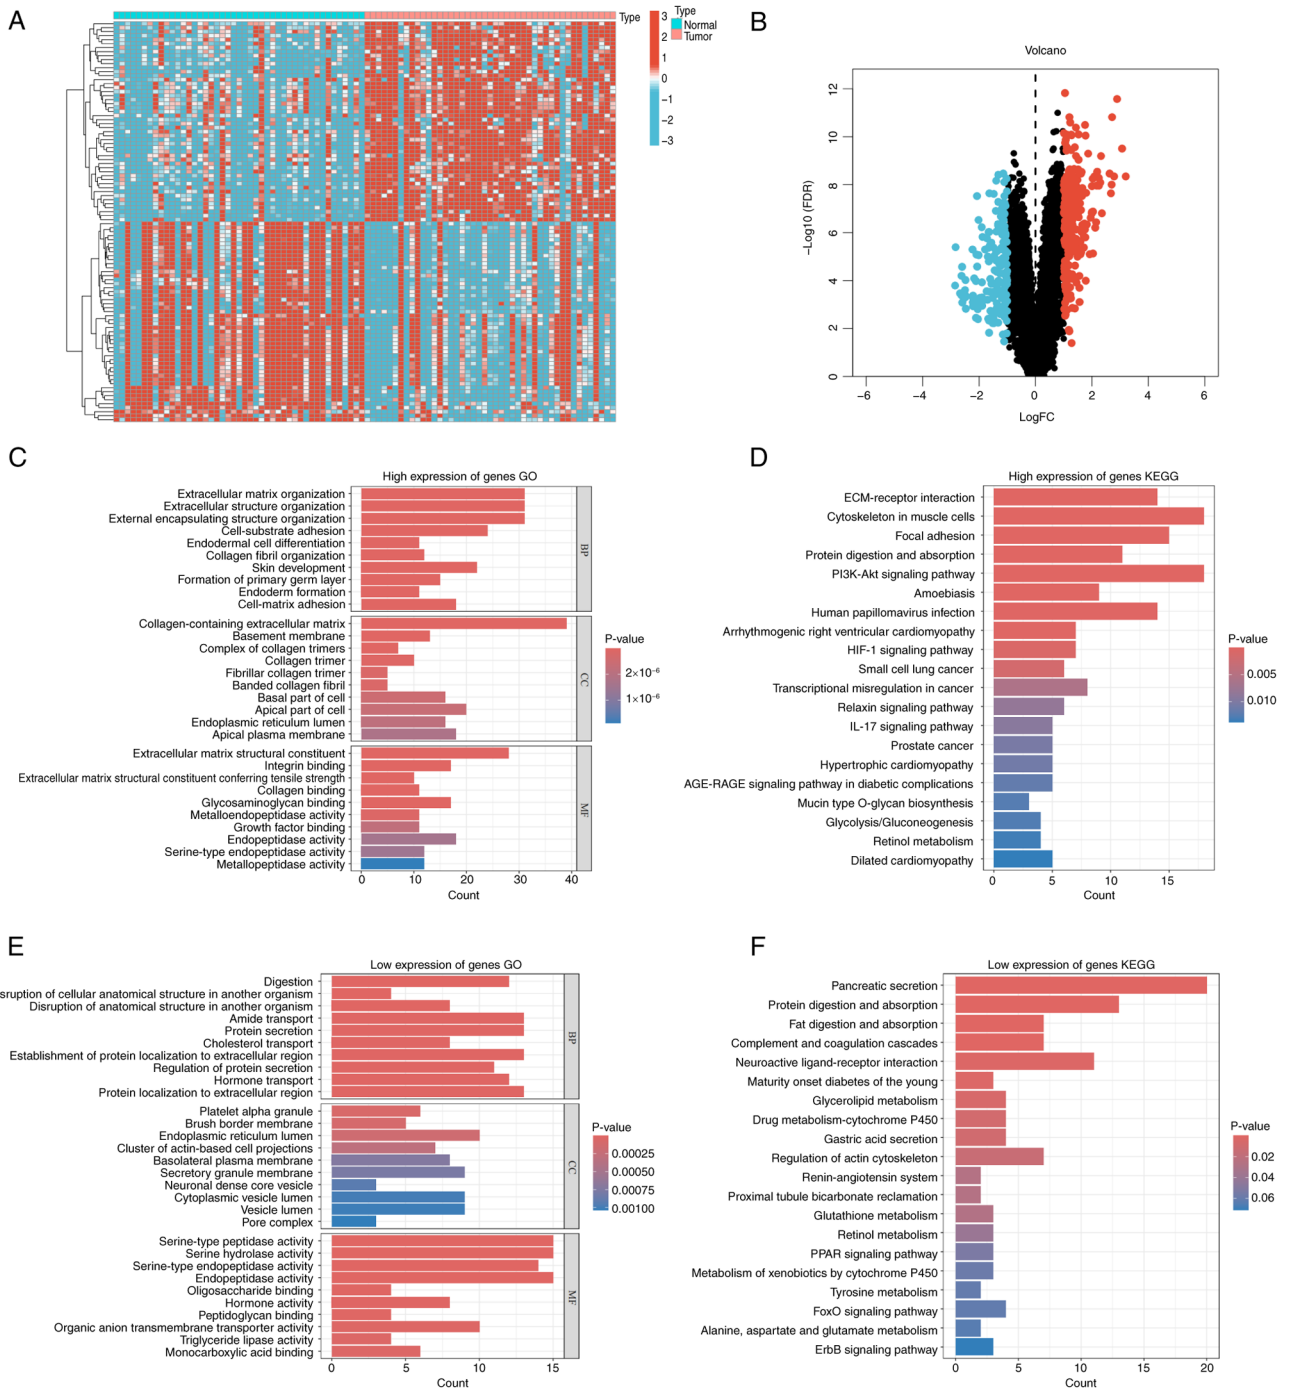 A
Type
3
2
1
0
−1
−2
−3
Type
Normal
Tumor
B
Volcano
−Log10 (FDR)
12
10
8
6
4
2
0
−6
−4
−2
0
2
4
6
LogFC
C
High expression of genes GO
Extracellular matrix organization
Extracellular structure organization
External encapsulating structure organization
Cell-substrate adhesion
Endodermal cell differentiation
Collagen fibril organization
Skin development
Formation of primary germ layer
Endoderm formation
Cell-matrix adhesion
BP
Collagen-containing extracellular matrix
Basement membrane
Complex of collagen trimers
Collagen trimer
Fibrillar collagen trimer
Banded collagen fibril
Basal part of cell
Apical part of cell
Endoplasmic reticulum lumen
Apical plasma membrane
CC
Extracellular matrix structural constituent
Integrin binding
Extracellular matrix structural constituent conferring tensile strength
Collagen binding
Glycosaminoglycan binding
Metalloendopeptidase activity
Growth factor binding
Endopeptidase activity
Serine-type endopeptidase activity
Metallopeptidase activity
MF
0
10
20
30
40
Count
P-value
2×10⁻⁶
1×10⁻⁶
D
High expression of genes KEGG
ECM-receptor interaction
Cytoskeleton in muscle cells
Focal adhesion
Protein digestion and absorption
PI3K-Akt signaling pathway
Amoebiasis
Human papillomavirus infection
Arrhythmogenic right ventricular cardiomyopathy
HIF-1 signaling pathway
Small cell lung cancer
Transcriptional misregulation in cancer
Relaxin signaling pathway
IL-17 signaling pathway
Prostate cancer
Hypertrophic cardiomyopathy
AGE-RAGE signaling pathway in diabetic complications
Mucin type O-glycan biosynthesis
Glycolysis/Gluconeogenesis
Retinol metabolism
Dilated cardiomyopathy
0
5
10
15
Count
P-value
0.005
0.010
E
Low expression of genes GO
Digestion
sruption of cellular anatomical structure in another organism
Disruption of anatomical structure in another organism
Amide transport
Protein secretion
Cholesterol transport
Establishment of protein localization to extracellular region
Regulation of protein secretion
Hormone transport
Protein localization to extracellular region
BP
Platelet alpha granule
Brush border membrane
Endoplasmic reticulum lumen
Cluster of actin-based cell projections
Basolateral plasma membrane
Secretory granule membrane
Neuronal dense core vesicle
Cytoplasmic vesicle lumen
Vesicle lumen
Pore complex
CC
Serine-type peptidase activity
Serine hydrolase activity
Serine-type endopeptidase activity
Endopeptidase activity
Oligosaccharide binding
Hormone activity
Peptidoglycan binding
Organic anion transmembrane transporter activity
Triglyceride lipase activity
Monocarboxylic acid binding
MF
0
5
10
15
Count
P-value
0.00025
0.00050
0.00075
0.00100
F
Low expression of genes KEGG
Pancreatic secretion
Protein digestion and absorption
Fat digestion and absorption
Complement and coagulation cascades
Neuroactive ligand-receptor interaction
Maturity onset diabetes of the young
Glycerolipid metabolism
Drug metabolism-cytochrome P450
Gastric acid secretion
Regulation of actin cytoskeleton
Renin-angiotensin system
Proximal tubule bicarbonate reclamation
Glutathione metabolism
Retinol metabolism
PPAR signaling pathway
Metabolism of xenobiotics by cytochrome P450
Tyrosine metabolism
FoxO signaling pathway
Alanine, aspartate and glutamate metabolism
ErbB signaling pathway
0
5
10
15
20
Count
P-value
0.02
0.04
0.06